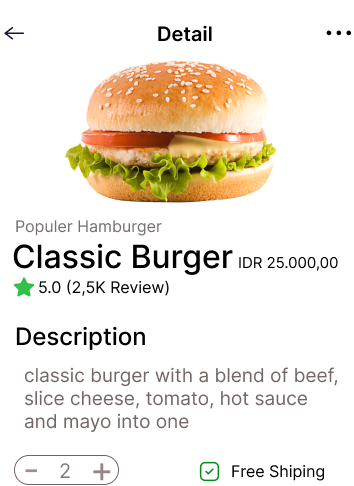 Detail
Populer Hamburger
Classic Burger IDR 25.000,00
5.0 (2,5K Review)
Description
classic burger with a blend of beef,
slice cheese, tomato, hot sauce
and mayo into one
2
Free Shiping